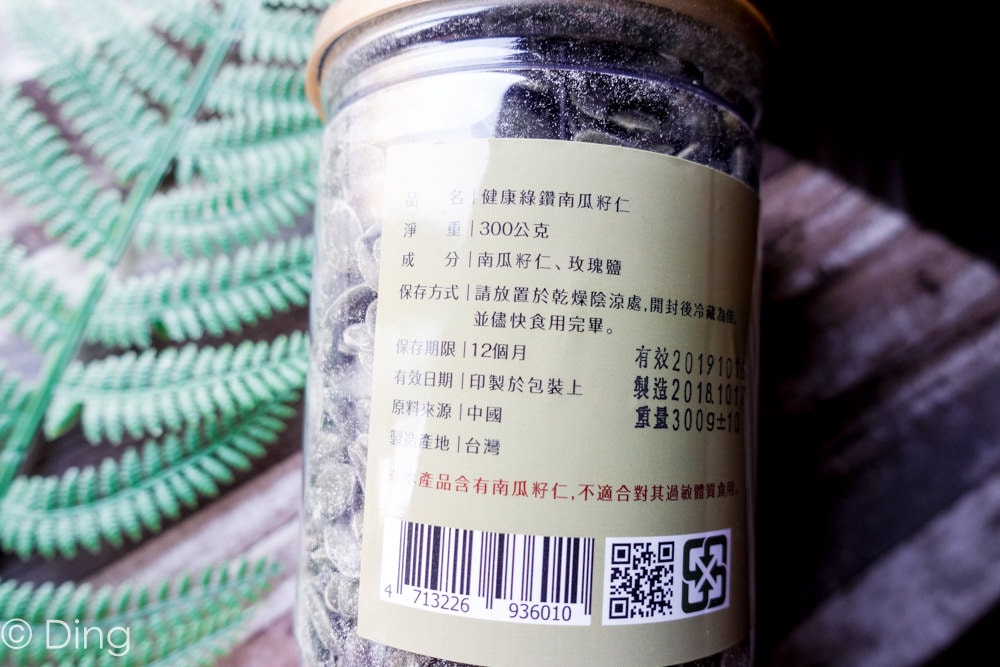 品 名|健康綠鑽南瓜籽仁
淨 重|300公克
成 分|南瓜籽仁、玫瑰鹽
保存方式|請放置於乾燥陰涼處,開封後冷藏為佳,
並儘快食用完畢。
保存期限|12個月
有效日期|印製於包裝上
原料來源|中國
製造產地|台灣
有效20191016
製造2018.1017
重量300g±10
產品含有南瓜籽仁,不適合對其過敏體質食用。
4 713226 936010
© Ding